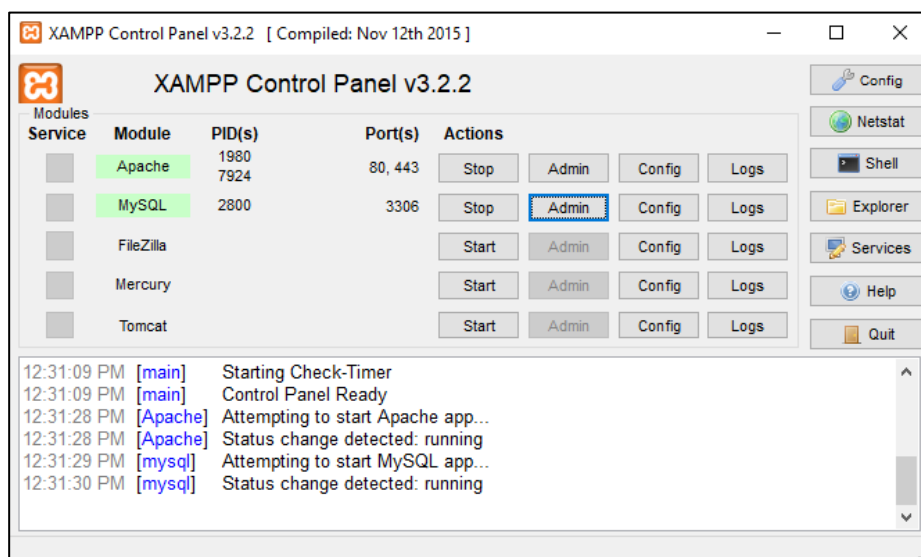 XAMPP Control Panel v3.2.2 [ Compiled: Nov 12th 2015 ]
XAMPP Control Panel v3.2.2
Config
Modules
Netstat
Service Module PID(s) Port(s) Actions
Apache 1980 7924 80, 443 Stop Admin Config Logs
Shell
MySQL 2800 3306 Stop Admin Config Logs
Explorer
FileZilla Start Admin Config Logs
Services
Mercury Start Admin Config Logs
Help
Tomcat Start Admin Config Logs
Quit
12:31:09 PM [main] Starting Check-Timer
12:31:09 PM [main] Control Panel Ready
12:31:28 PM [Apache] Attempting to start Apache app...
12:31:28 PM [Apache] Status change detected: running
12:31:29 PM [mysql] Attempting to start MySQL app...
12:31:30 PM [mysql] Status change detected: running